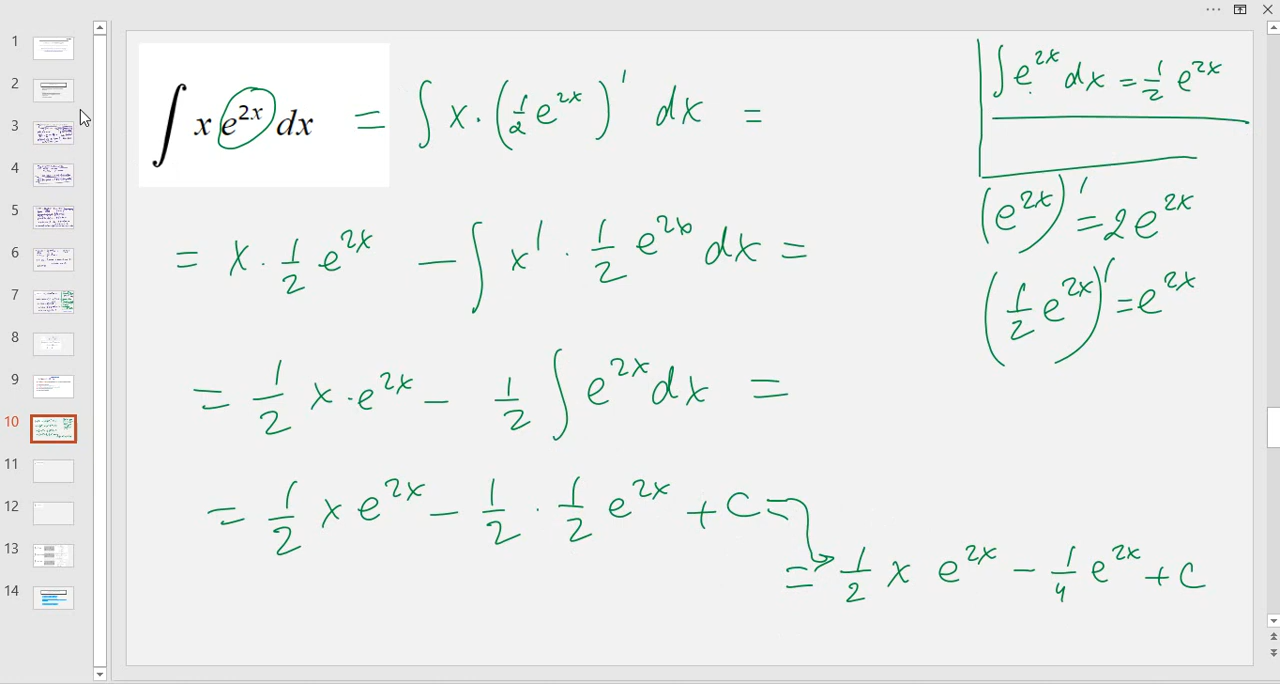 1
2
3
4
5
6
7
8
9
10
11
12
13
14
∫ x e^{2x} dx = ∫ x · (1/2 e^{2x})' dx =
= x · 1/2 e^{2x} − ∫ x' · 1/2 e^{2x} dx =
= 1/2 x · e^{2x} − 1/2 ∫ e^{2x} dx =
= 1/2 x e^{2x} − 1/2 · 1/2 e^{2x} + C =
= 1/2 x e^{2x} − 1/4 e^{2x} + C
∫ e^{2x} dx = 1/2 e^{2x}
(e^{2x})' = 2e^{2x}
(1/2 e^{2x})' = e^{2x}